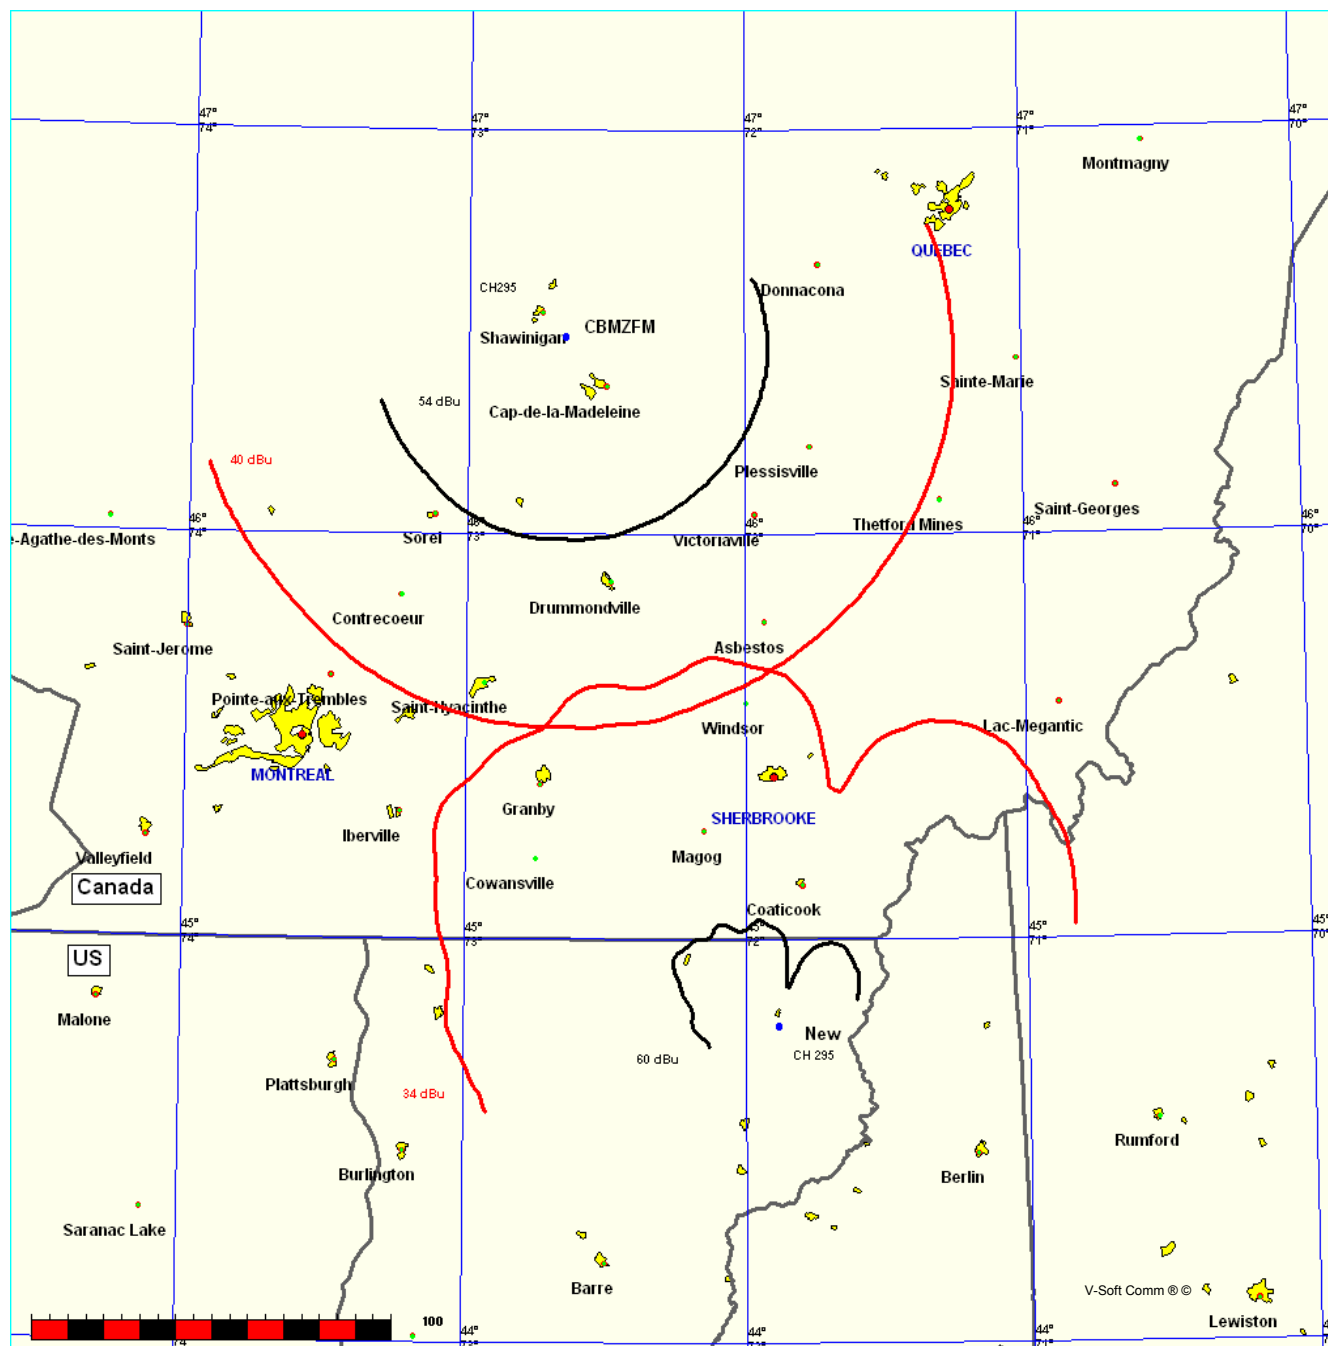 47°
74°
47°
73°
47°
72°
47°
71°
47°
70°
Montmagny
QUEBEC
CH295
Donnacona
CBMZFM
Shawinigan
Sainte-Marie
54 dBu
Cap-de-la-Madeleine
40 dBu
Plessisville
Saint-Georges
46°
74°
46°
73°
46°
72°
46°
71°
46°
70°
e-Agathe-des-Monts
Sorel
Victoriaville
Thetford Mines
Drummondville
Contrecoeur
Saint-Jerome
Asbestos
Pointe-aux-Trembles
Saint-Hyacinthe
Windsor
Lac-Megantic
MONTREAL
Granby
SHERBROOKE
Iberville
Valleyfield
Magog
Canada
Cowansville
Coaticook
45°
74°
45°
73°
45°
72°
45°
71°
45°
70°
US
Malone
New
CH 295
60 dBu
Plattsburgh
34 dBu
Rumford
Burlington
Berlin
Saranac Lake
Barre
V-Soft Comm ® ©
100
Lewiston
74
44°
73°
44°
72°
44°
71°
44